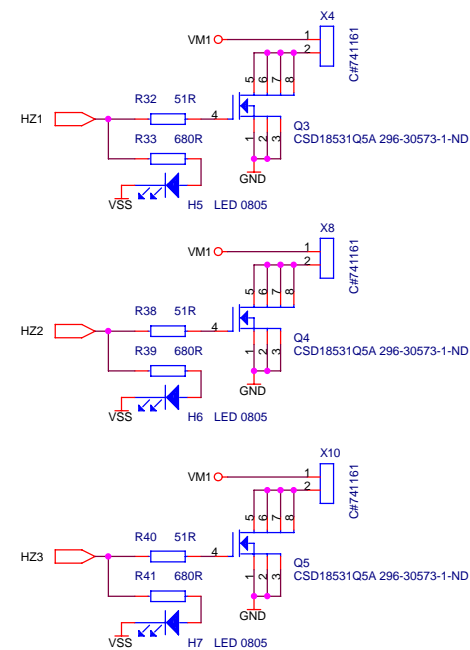 X4
VM1
1
2
C#741161
5 6 7 8
HZ1
R32 51R
4
R33 680R
Q3
CSD18531Q5A 296-30573-1-ND
1 2 3
GND
VSS
H5 LED 0805
X8
VM1
1
2
C#741161
5 6 7 8
HZ2
R38 51R
4
R39 680R
Q4
CSD18531Q5A 296-30573-1-ND
1 2 3
GND
VSS
H6 LED 0805
X10
VM1
1
2
C#741161
5 6 7 8
HZ3
R40 51R
4
R41 680R
Q5
CSD18531Q5A 296-30573-1-ND
1 2 3
GND
VSS
H7 LED 0805